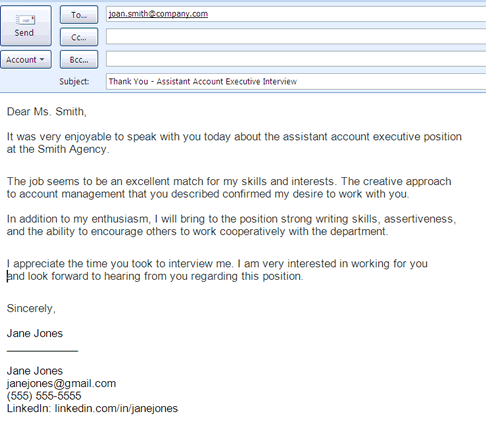 Send
To...
joan.smith@company.com
Cc...
Account
Bcc...
Subject:
Thank You - Assistant Account Executive Interview
Dear Ms. Smith,
It was very enjoyable to speak with you today about the assistant account executive position
at the Smith Agency.
The job seems to be an excellent match for my skills and interests. The creative approach
to account management that you described confirmed my desire to work with you.
In addition to my enthusiasm, I will bring to the position strong writing skills, assertiveness,
and the ability to encourage others to work cooperatively with the department.
I appreciate the time you took to interview me. I am very interested in working for you
and look forward to hearing from you regarding this position.
Sincerely,
Jane Jones
Jane Jones
janejones@gmail.com
(555) 555-5555
LinkedIn: linkedin.com/in/janejones